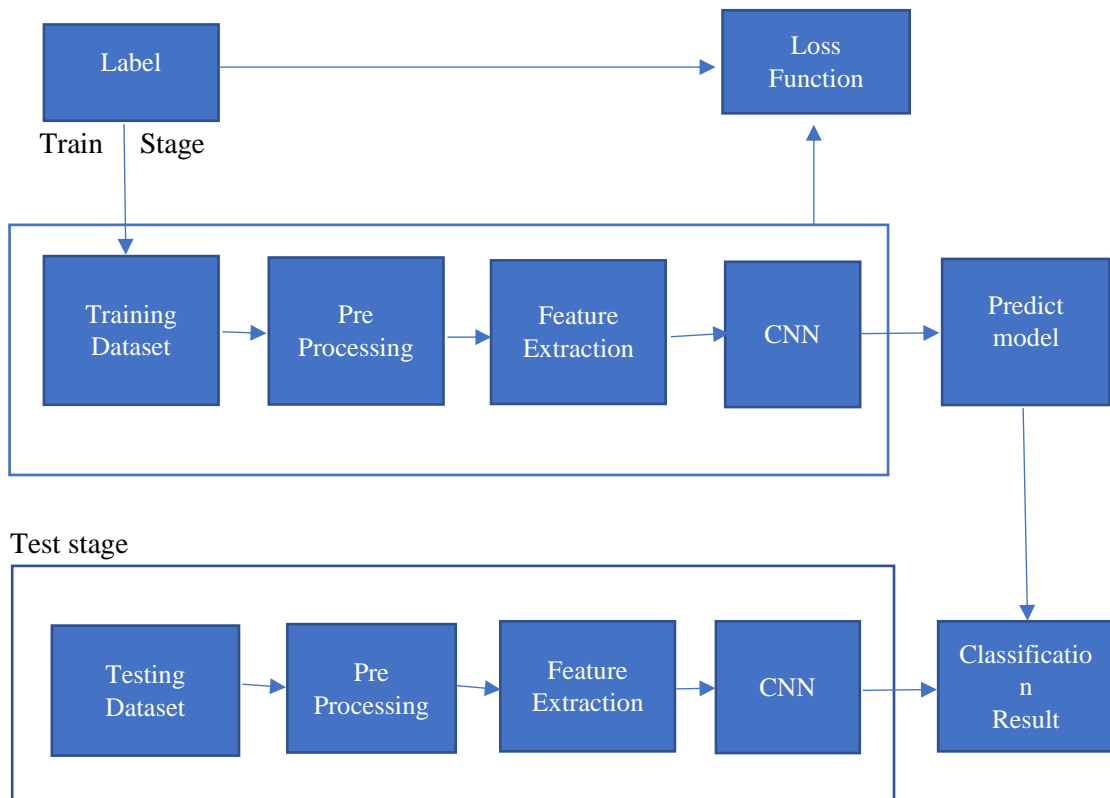 Label
Loss
Function
Train Stage
Training
Dataset
Pre
Processing
Feature
Extraction
CNN
Predict
model
Test stage
Testing
Dataset
Pre
Processing
Feature
Extraction
CNN
Classificatio
n
Result